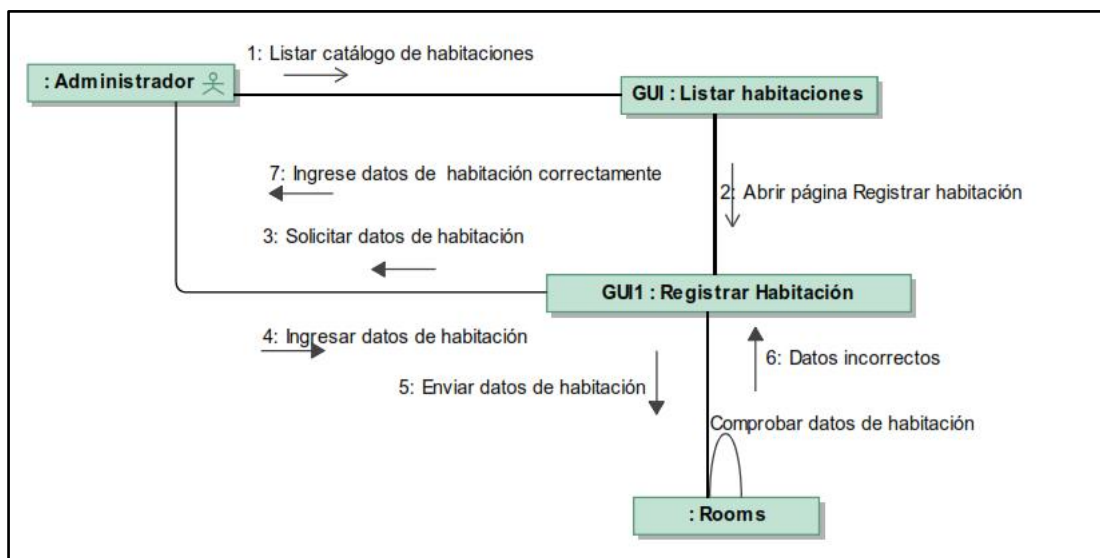 1: Listar catálogo de habitaciones
: Administrador
GUI : Listar habitaciones
7: Ingrese datos de habitación correctamente
2: Abrir página Registrar habitación
3: Solicitar datos de habitación
GUI1 : Registrar Habitación
4: Ingresar datos de habitación
6: Datos incorrectos
5: Enviar datos de habitación
Comprobar datos de habitación
: Rooms